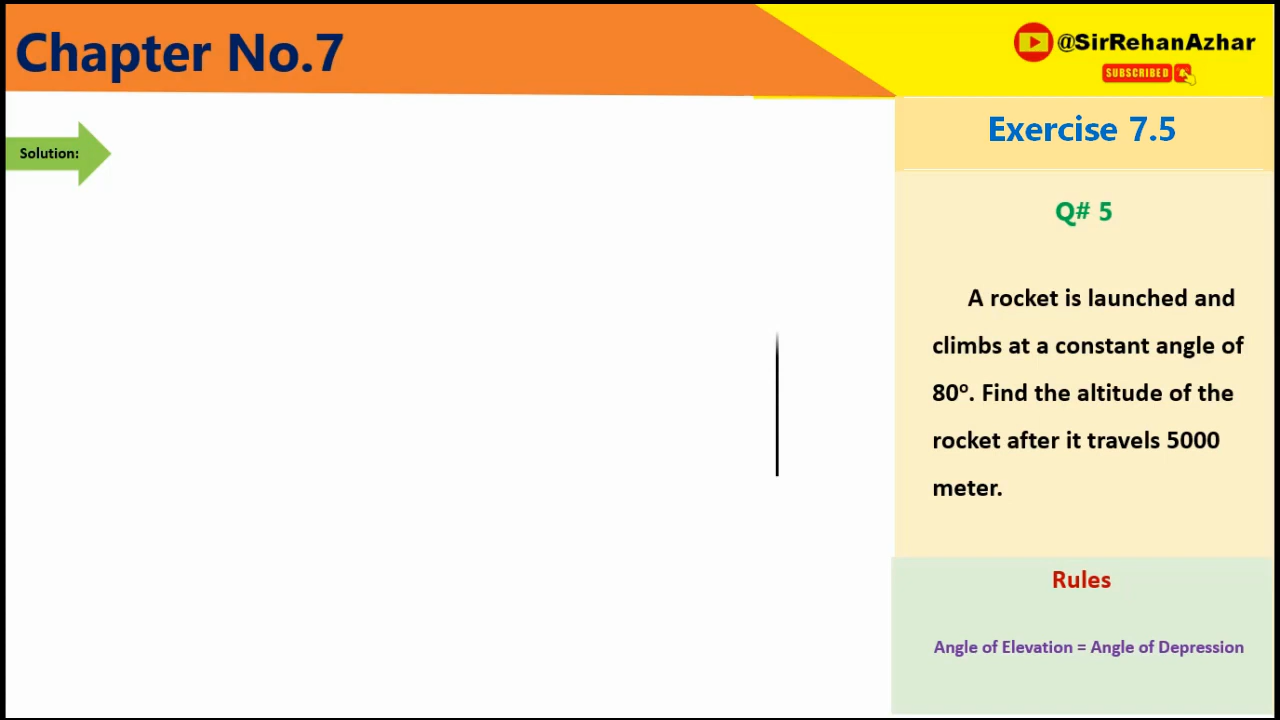 Chapter No.7
@SirRehanAzhar
SUBSCRIBED
Solution:
Exercise 7.5
Q# 5
A rocket is launched and
climbs at a constant angle of
80°. Find the altitude of the
rocket after it travels 5000
meter.
Rules
Angle of Elevation = Angle of Depression